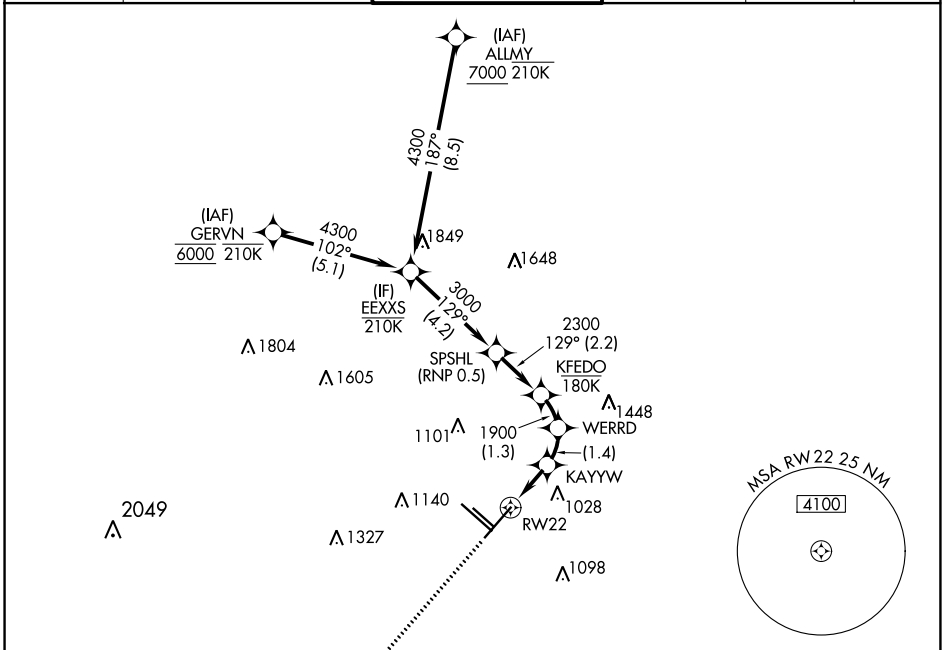 (IAF)
ALLMY
7000 210K
4300
187°
(8.5)
(IAF)
GERVN
6000 210K
4300
102°
(5.1)
1849
1648
(IF)
EEXXS
210K
3000
129°
(4.2)
2300
129° (2.2)
1804
SPSHL
(RNP 0.5)
KFEDO
180K
1605
1448
1101
1900
(1.3)
WERRD
(1.4)
KAYYW
MSA RW22 25 NM
4100
2049
1140
1028
RW22
1327
1098